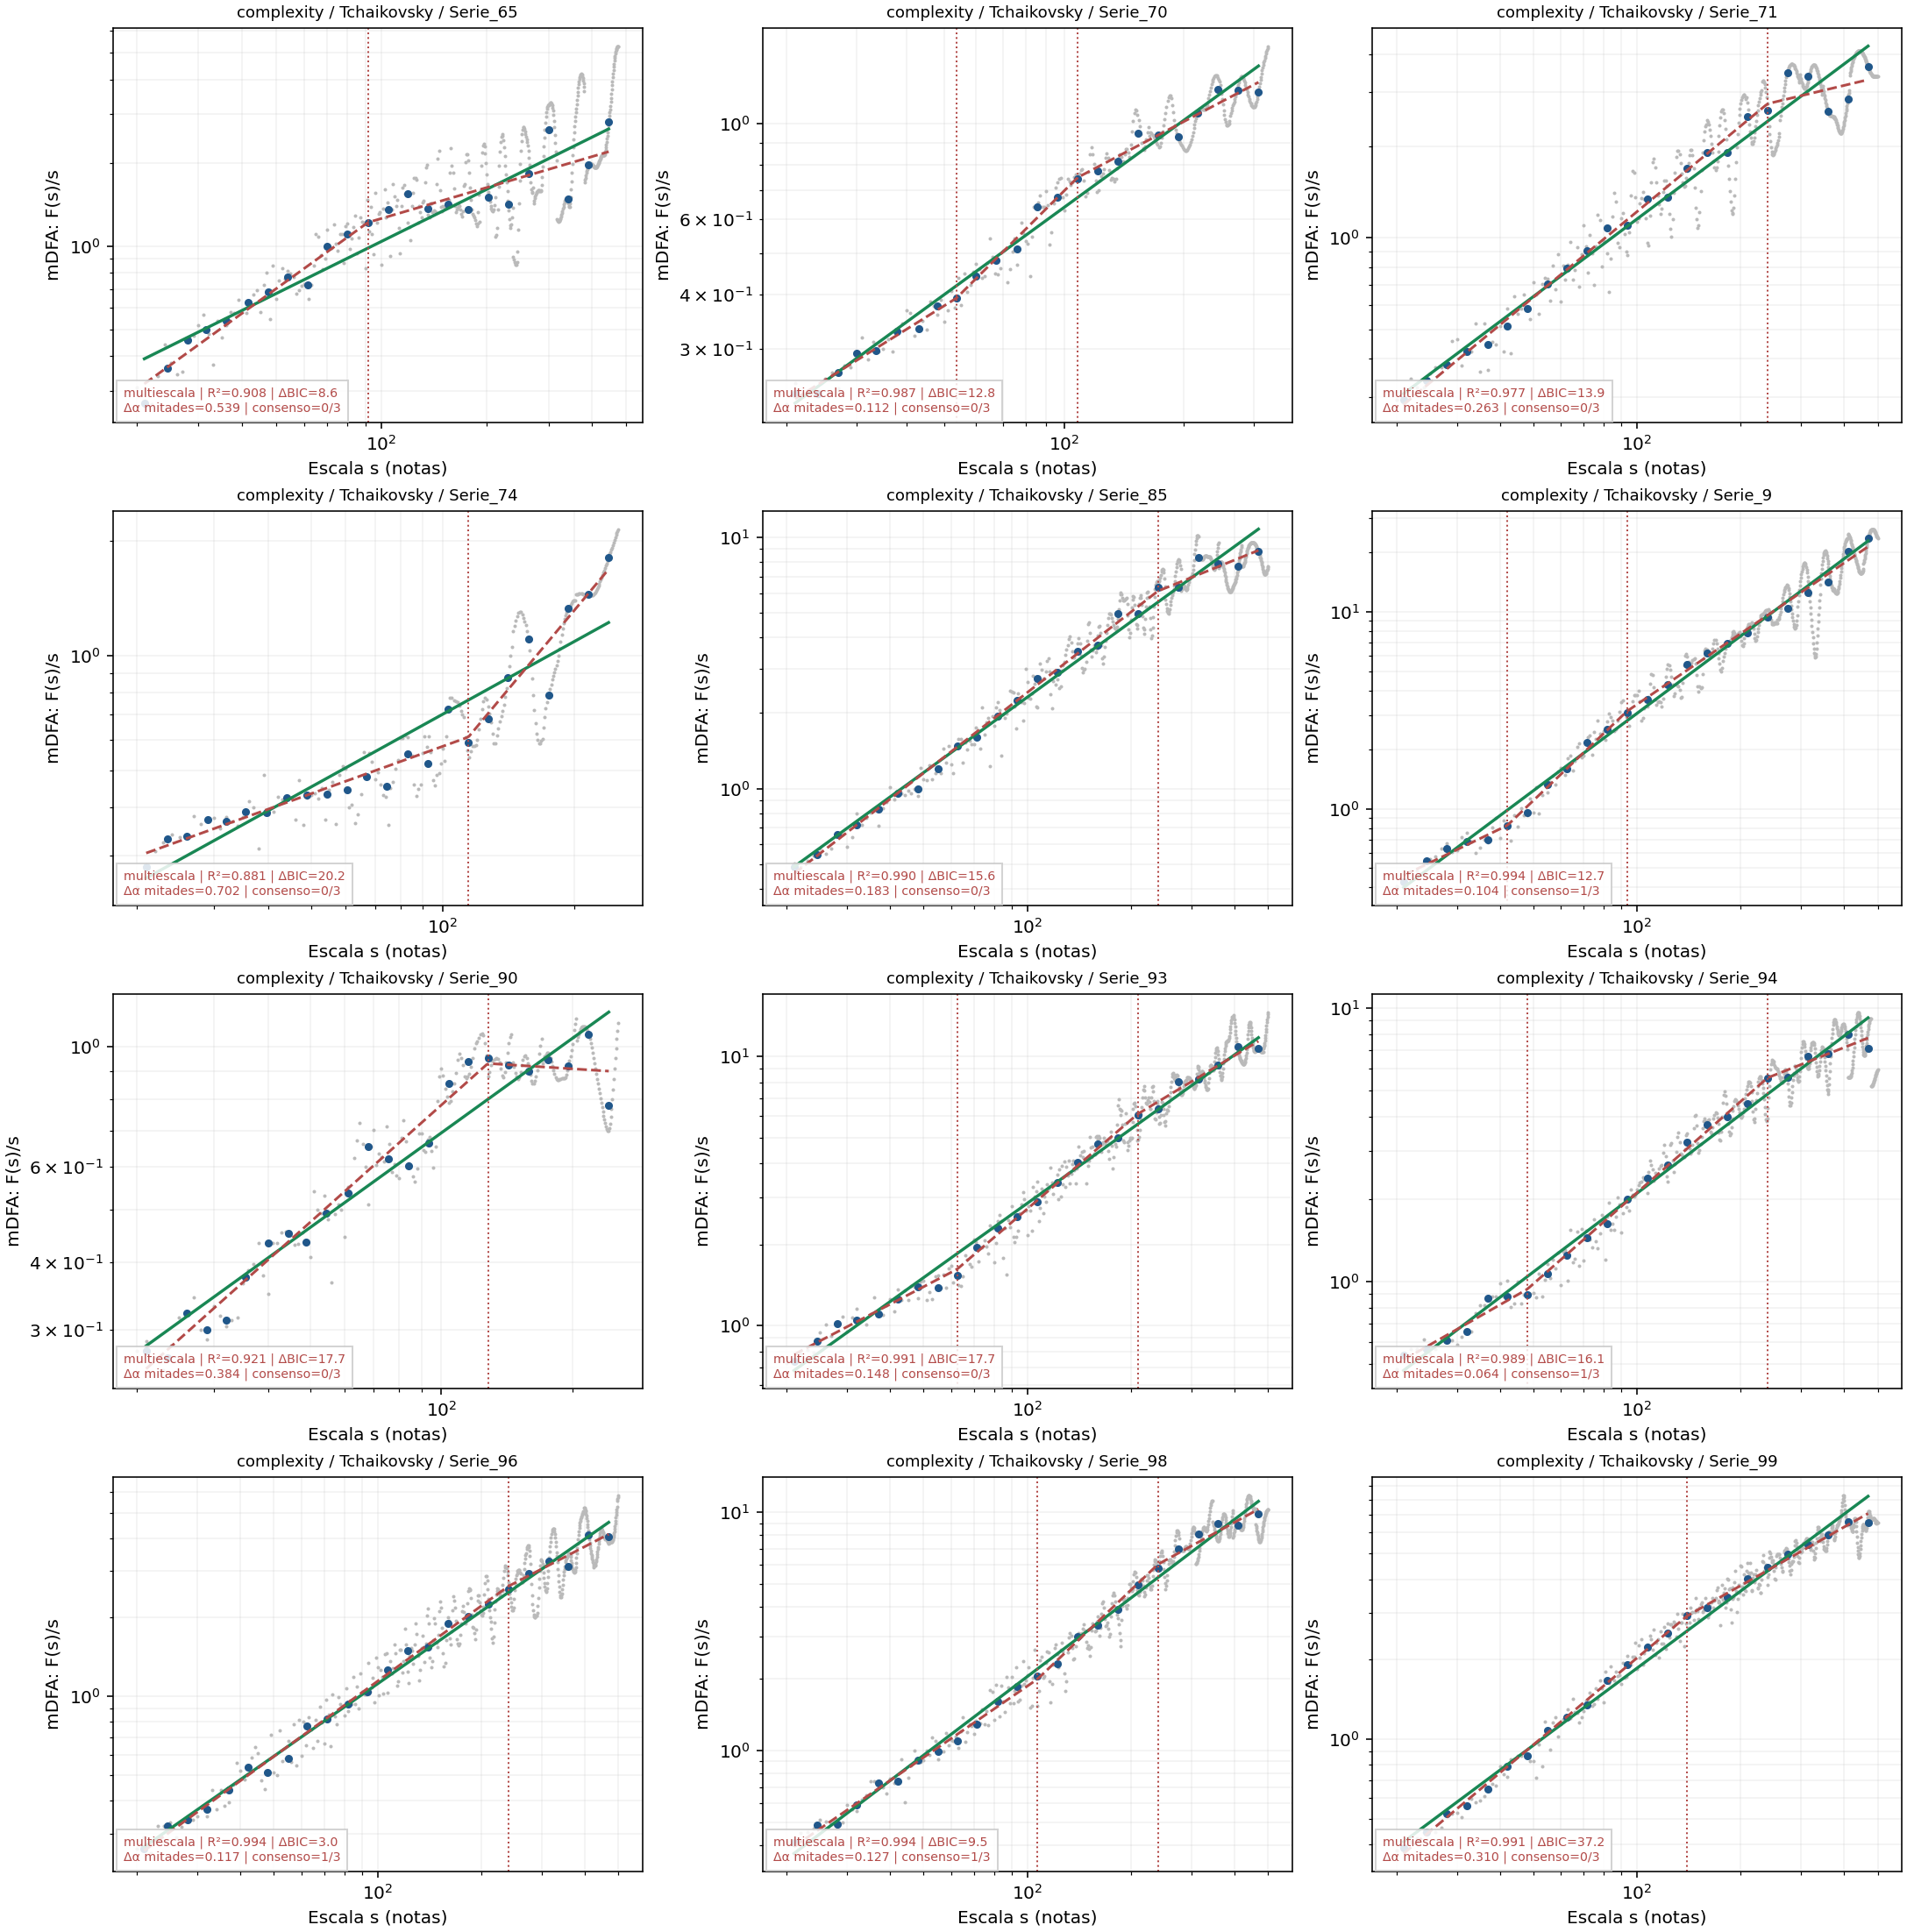 complexity / Tchaikovsky / Serie_65
complexity / Tchaikovsky / Serie_70
complexity / Tchaikovsky / Serie_71
mDFA: F(s)/s
10⁰
multiescala | R²=0.908 | ΔBIC=8.6
Δα mitades=0.539 | consenso=0/3
10²
Escala s (notas)
mDFA: F(s)/s
10⁰
6 × 10⁻¹
4 × 10⁻¹
3 × 10⁻¹
multiescala | R²=0.987 | ΔBIC=12.8
Δα mitades=0.112 | consenso=0/3
10²
Escala s (notas)
mDFA: F(s)/s
10⁰
multiescala | R²=0.977 | ΔBIC=13.9
Δα mitades=0.263 | consenso=0/3
10²
Escala s (notas)
complexity / Tchaikovsky / Serie_74
complexity / Tchaikovsky / Serie_85
complexity / Tchaikovsky / Serie_9
mDFA: F(s)/s
10⁰
multiescala | R²=0.881 | ΔBIC=20.2
Δα mitades=0.702 | consenso=0/3
10²
Escala s (notas)
mDFA: F(s)/s
10¹
10⁰
multiescala | R²=0.990 | ΔBIC=15.6
Δα mitades=0.183 | consenso=0/3
10²
Escala s (notas)
mDFA: F(s)/s
10¹
10⁰
multiescala | R²=0.994 | ΔBIC=12.7
Δα mitades=0.104 | consenso=1/3
10²
Escala s (notas)
complexity / Tchaikovsky / Serie_90
complexity / Tchaikovsky / Serie_93
complexity / Tchaikovsky / Serie_94
mDFA: F(s)/s
10⁰
6 × 10⁻¹
4 × 10⁻¹
3 × 10⁻¹
multiescala | R²=0.921 | ΔBIC=17.7
Δα mitades=0.384 | consenso=0/3
10²
Escala s (notas)
mDFA: F(s)/s
10¹
10⁰
multiescala | R²=0.991 | ΔBIC=17.7
Δα mitades=0.148 | consenso=0/3
10²
Escala s (notas)
mDFA: F(s)/s
10¹
10⁰
multiescala | R²=0.989 | ΔBIC=16.1
Δα mitades=0.064 | consenso=1/3
10²
Escala s (notas)
complexity / Tchaikovsky / Serie_96
complexity / Tchaikovsky / Serie_98
complexity / Tchaikovsky / Serie_99
mDFA: F(s)/s
10⁰
multiescala | R²=0.994 | ΔBIC=3.0
Δα mitades=0.117 | consenso=1/3
10²
Escala s (notas)
mDFA: F(s)/s
10¹
10⁰
multiescala | R²=0.994 | ΔBIC=9.5
Δα mitades=0.127 | consenso=1/3
10²
Escala s (notas)
mDFA: F(s)/s
10⁰
multiescala | R²=0.991 | ΔBIC=37.2
Δα mitades=0.310 | consenso=0/3
10²
Escala s (notas)